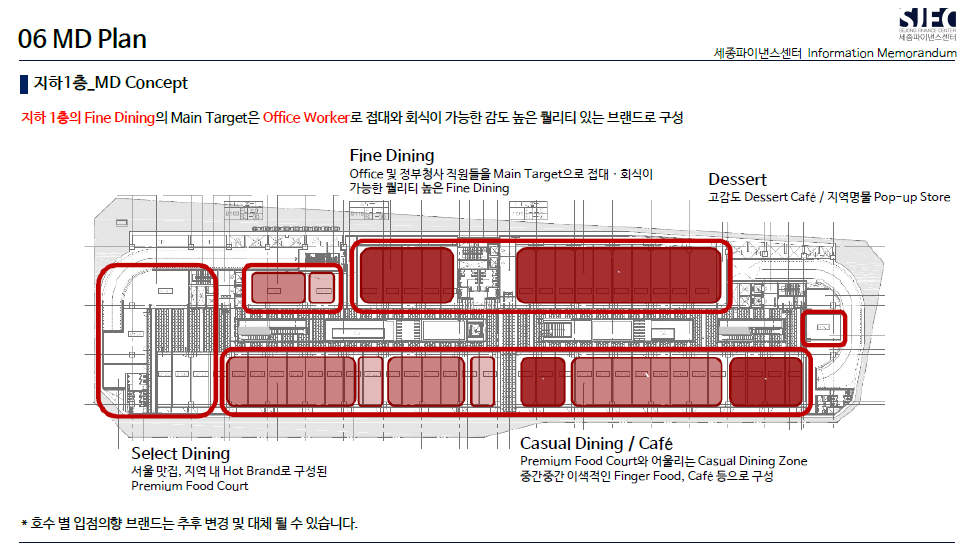 06 MD Plan
SJFC
SEJONG FINANCE CENTER
세종파이낸스센터
세종파이낸스센터 Information Memorandum
지하1층_MD Concept
지하 1층의 Fine Dining의 Main Target은 Office Worker로 접대와 회식이 가능한 감도 높은 퀄리티 있는 브랜드로 구성
Fine Dining
Office 및 정부청사 직원들을 Main Target으로 접대 · 회식이
가능한 퀄리티 높은 Fine Dining
Dessert
고감도 Dessert Café / 지역명물 Pop-up Store
Select Dining
서울 맛집, 지역 내 Hot Brand로 구성된
Premium Food Court
Casual Dining / Café
Premium Food Court와 어울리는 Casual Dining Zone
중간중간 이색적인 Finger Food, Café 등으로 구성
* 호수 별 입점의향 브랜드는 추후 변경 및 대체 될 수 있습니다.